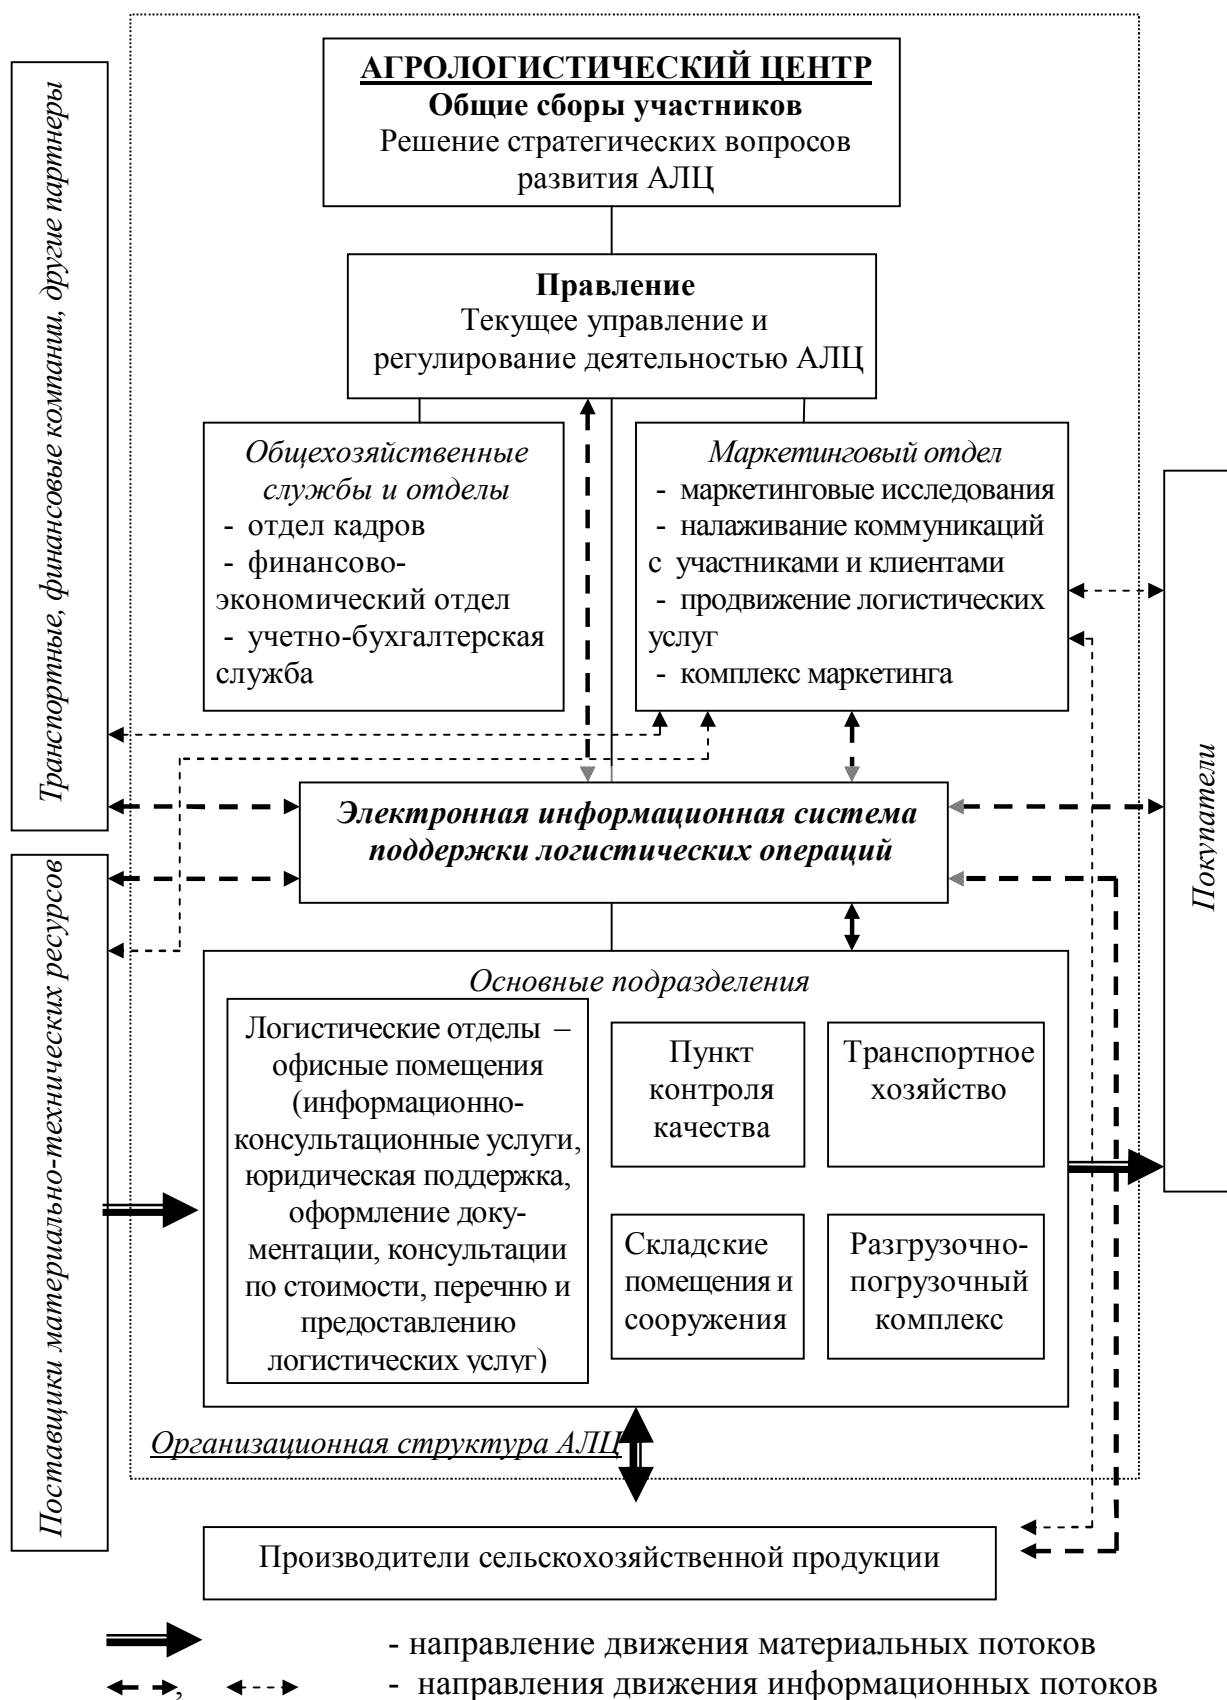 АГРОЛОГИСТИЧЕСКИЙ ЦЕНТР
Общие сборы участников
Решение стратегических вопросов
развития АЛЦ
Транспортные, финансовые компании, другие партнеры
Правление
Текущее управление и
регулирование деятельностью АЛЦ
Общехозяйственные
службы и отделы
- отдел кадров
- финансово-
экономический отдел
- учетно-бухгалтерская
служба
Маркетинговый отдел
- маркетинговые исследования
- налаживание коммуникаций
с участниками и клиентами
- продвижение логистических
услуг
- комплекс маркетинга
Покупатели
Электронная информационная система
поддержки логистических операций
Поставщики материально-технических ресурсов
Основные подразделения
Логистические отделы –
офисные помещения
(информационно-
консультационные услуги,
юридическая поддержка,
оформление доку-
ментации, консультации
по стоимости, перечню и
предоставлению
логистических услуг)
Пункт
контроля
качества
Транспортное
хозяйство
Складские
помещения и
сооружения
Разгрузочно-
погрузочный
комплекс
Организационная структура АЛЦ
Производители сельскохозяйственной продукции
- направление движения материальных потоков
, - направления движения информационных потоков